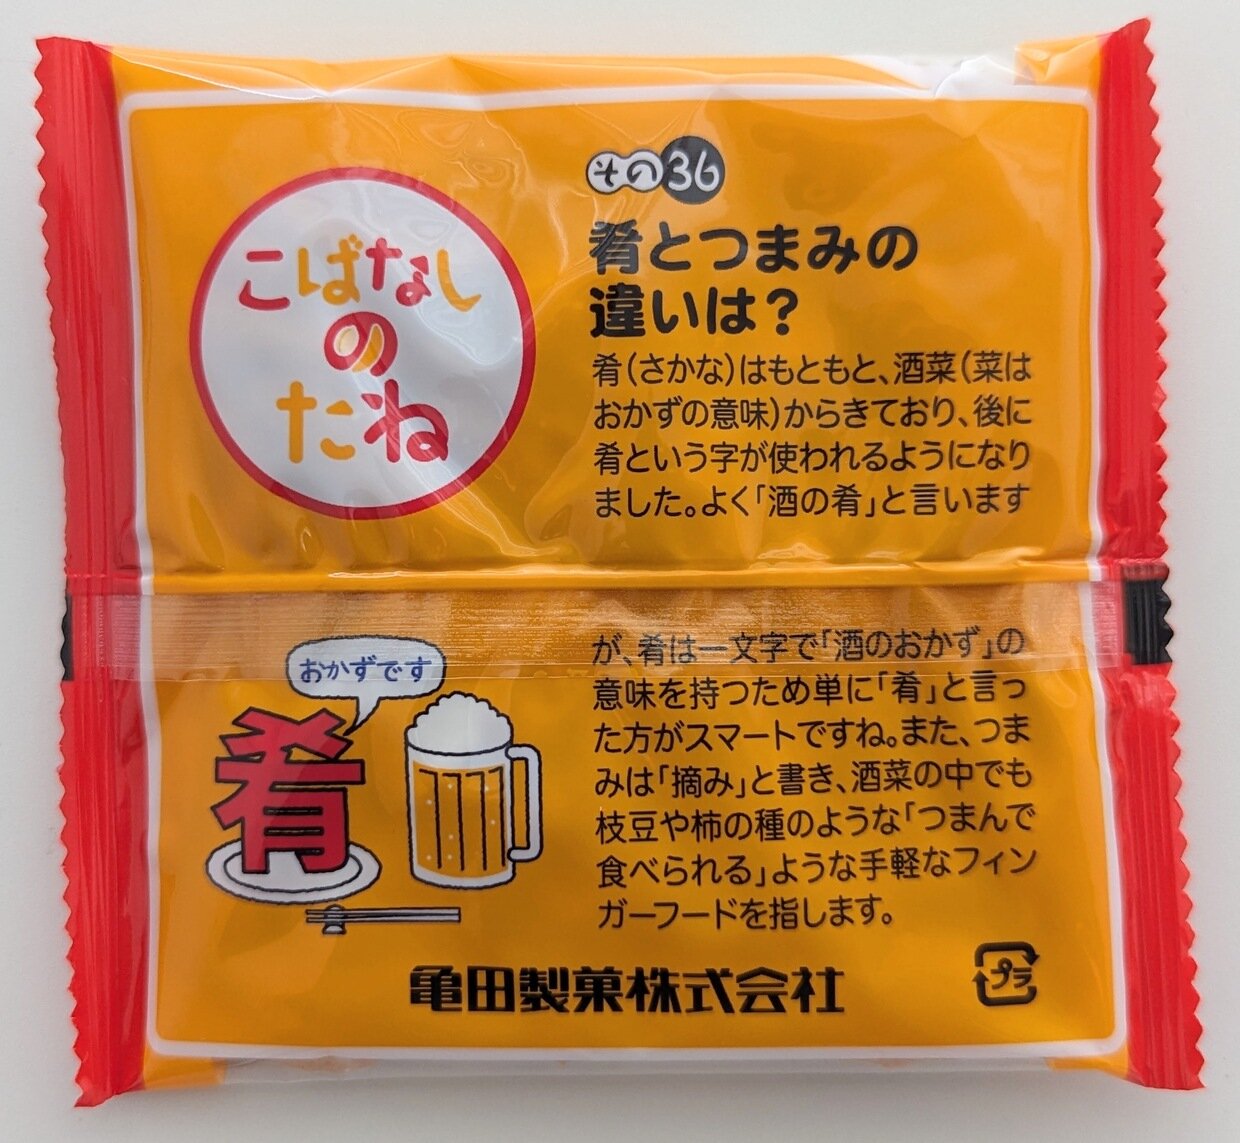 こばなし
の
たね
その36
肴とつまみの
違いは?
肴(さかな)はもともと、酒菜(菜は
おかずの意味)からきており、後に
肴という字が使われるようになり
ました。よく「酒の肴」と言います
が、肴は一文字で「酒のおかず」の
意味を持つため単に「肴」と言っ
た方がスマートですね。また、つま
みは「摘み」と書き、酒菜の中でも
枝豆や柿の種のような「つまんで
食べられる」ような手軽なフィン
ガーフードを指します。
おかずです
肴
亀田製菓株式会社
プラ